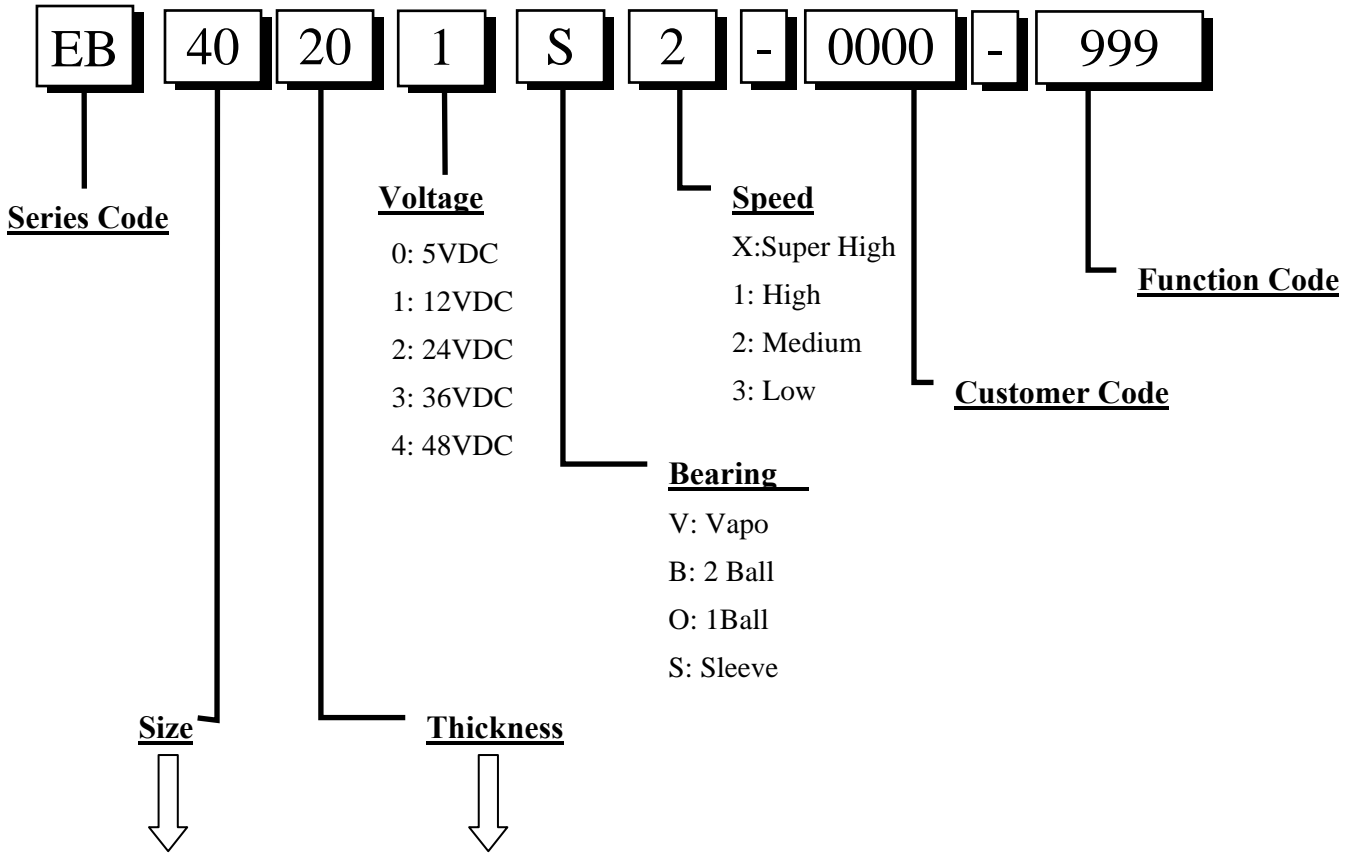 EB 40 20 1 S 2 - 0000 - 999
Series Code
Voltage
0: 5VDC
1: 12VDC
2: 24VDC
3: 36VDC
4: 48VDC
Speed
X:Super High
1: High
2: Medium
3: Low
Function Code
Customer Code
Bearing
V: Vapo
B: 2 Ball
O: 1Ball
S: Sleeve
Size
Thickness